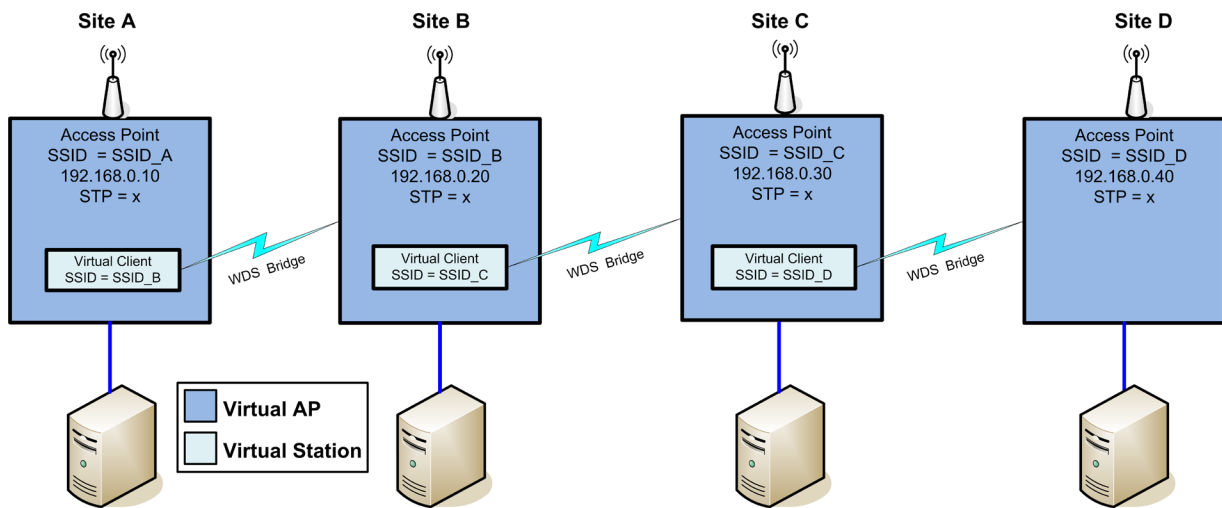 Site A
Site B
Site C
Site D
Access Point
SSID = SSID_A
192.168.0.10
STP = x
Virtual Client
SSID = SSID_B
WDS Bridge
Access Point
SSID = SSID_B
192.168.0.20
STP = x
Virtual Client
SSID = SSID_C
WDS Bridge
Access Point
SSID = SSID_C
192.168.0.30
STP = x
Virtual Client
SSID = SSID_D
WDS Bridge
Access Point
SSID = SSID_D
192.168.0.40
STP = x
Virtual AP
Virtual Station